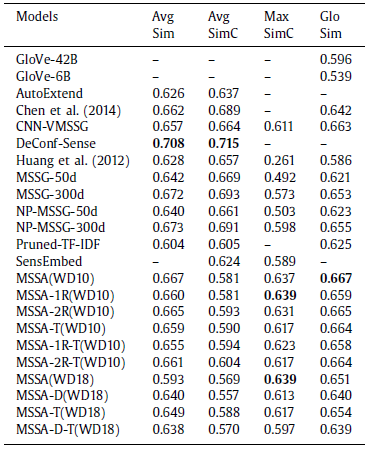 Models Avg Avg Max Glo
Sim SimC SimC Sim
GloVe-42B – – – 0.596
GloVe-6B – – – 0.539
AutoExtend 0.626 0.637 – –
Chen et al. (2014) 0.662 0.689 – 0.642
CNN-VMSSG 0.657 0.664 0.611 0.663
DeConf-Sense 0.708 0.715 – –
Huang et al. (2012) 0.628 0.657 0.261 0.586
MSSG-50d 0.642 0.669 0.492 0.621
MSSG-300d 0.672 0.693 0.573 0.653
NP-MSSG-50d 0.640 0.661 0.503 0.623
NP-MSSG-300d 0.673 0.691 0.598 0.655
Pruned-TF-IDF 0.604 0.605 – 0.625
SensEmbed – 0.624 0.589 –
MSSA(WD10) 0.667 0.581 0.637 0.667
MSSA-1R(WD10) 0.660 0.581 0.639 0.659
MSSA-2R(WD10) 0.665 0.593 0.631 0.665
MSSA-T(WD10) 0.659 0.590 0.617 0.664
MSSA-1R-T(WD10) 0.655 0.594 0.623 0.658
MSSA-2R-T(WD10) 0.661 0.604 0.617 0.664
MSSA(WD18) 0.593 0.569 0.639 0.651
MSSA-D(WD18) 0.640 0.557 0.613 0.640
MSSA-T(WD18) 0.649 0.588 0.617 0.654
MSSA-D-T(WD18) 0.638 0.570 0.597 0.639